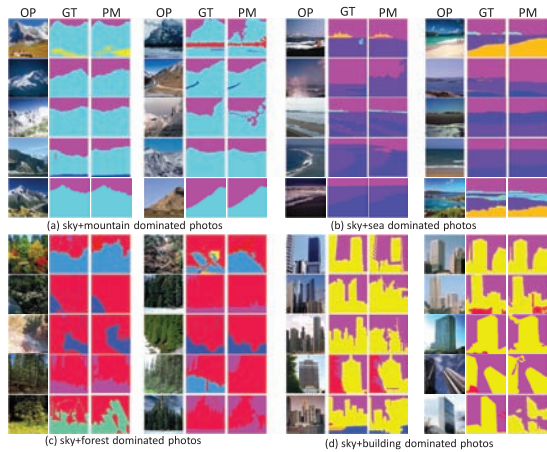 OP GT PM OP GT PM OP GT PM OP GT PM
(a) sky+mountain dominated photos
(b) sky+sea dominated photos
(c) sky+forest dominated photos
(d) sky+building dominated photos